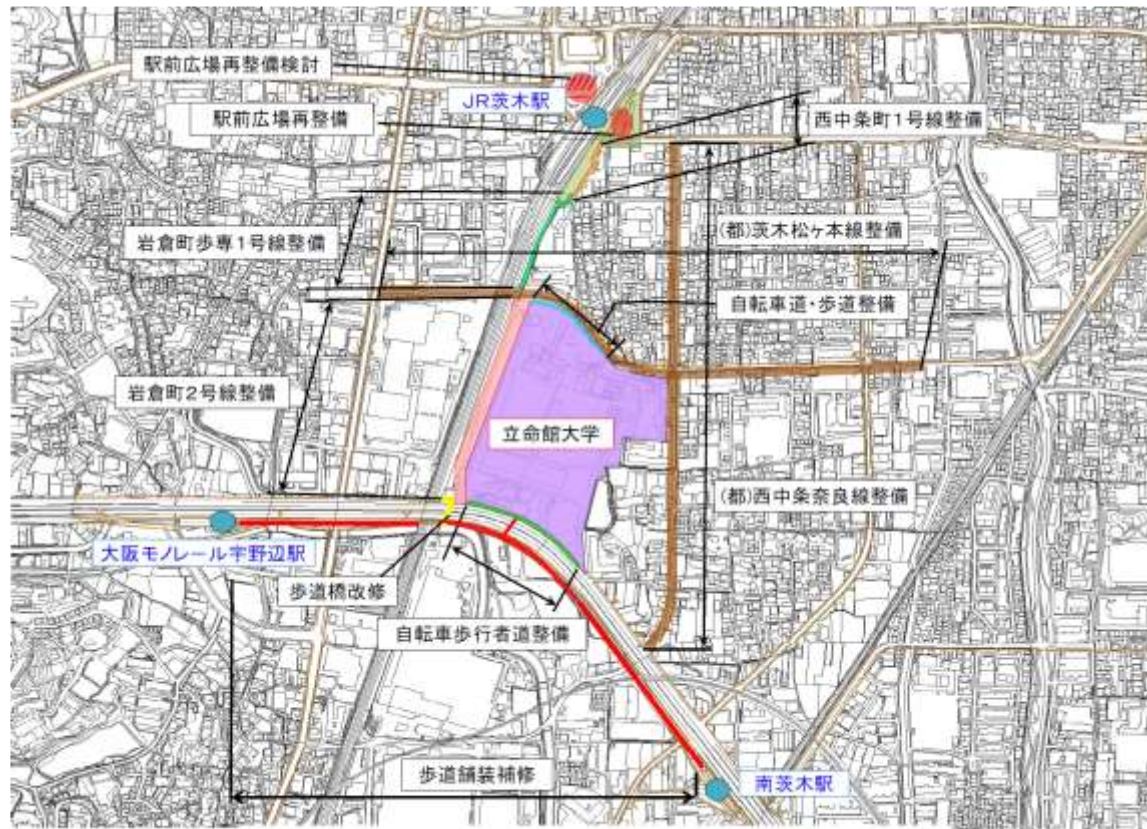 駅前広場再整備検討
JR茨木駅
駅前広場再整備
西中条町1号線整備
(都)茨木松ヶ本線整備
岩倉町歩専1号線整備
自転車道・歩道整備
岩倉町2号線整備
立命館大学
(都)西中条奈良線整備
大阪モノレール宇野辺駅
歩道橋改修
自転車歩行者道整備
歩道舗装補修
南茨木駅